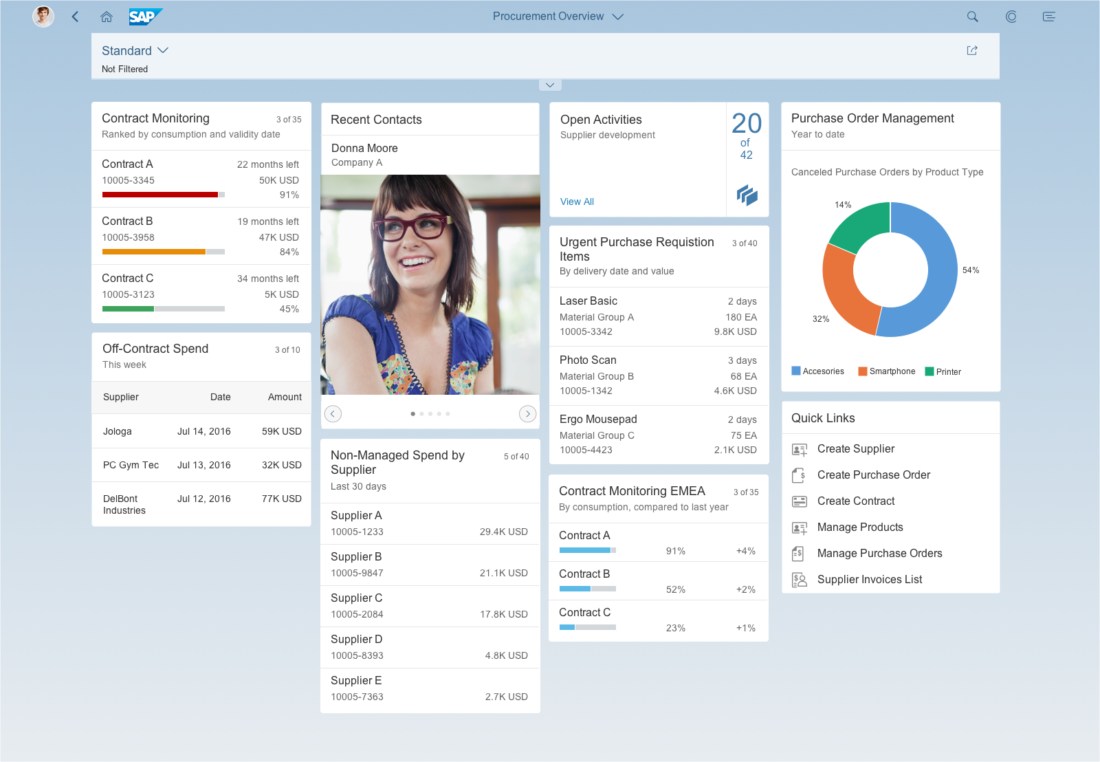 SAP
Procurement Overview
Standard
Not Filtered
Contract Monitoring
3 of 35
Ranked by consumption and validity date
Contract A
22 months left
10005-3345
50K USD
91%
Contract B
19 months left
10005-3958
47K USD
84%
Contract C
34 months left
10005-3123
5K USD
45%
Off-Contract Spend
3 of 10
This week
Supplier Date Amount
Jologa Jul 14, 2016 59K USD
PC Gym Tec Jul 13, 2016 32K USD
DelBont Jul 12, 2016 77K USD
Industries
Recent Contacts
Donna Moore
Company A
Non-Managed Spend by
5 of 40
Supplier
Last 30 days
Supplier A
10005-1233 29.4K USD
Supplier B
10005-9847 21.1K USD
Supplier C
10005-2084 17.8K USD
Supplier D
10005-8393 4.8K USD
Supplier E
10005-7363 2.7K USD
Open Activities
Supplier development
View All
20
of
42
Urgent Purchase Requistion
3 of 40
Items
By delivery date and value
Laser Basic 2 days
Material Group A 180 EA
10005-3342 9.8K USD
Photo Scan 3 days
Material Group B 68 EA
10005-1342 4.6K USD
Ergo Mousepad 2 days
Material Group C 75 EA
10005-4423 2.1K USD
Contract Monitoring EMEA
3 of 35
By consumption, compared to last year
Contract A
91% +4%
Contract B
52% +2%
Contract C
23% +1%
Purchase Order Management
Year to date
Canceled Purchase Orders by Product Type
14%
54%
32%
Accesories Smartphone Printer
Quick Links
Create Supplier
Create Purchase Order
Create Contract
Manage Products
Manage Purchase Orders
Supplier Invoices List